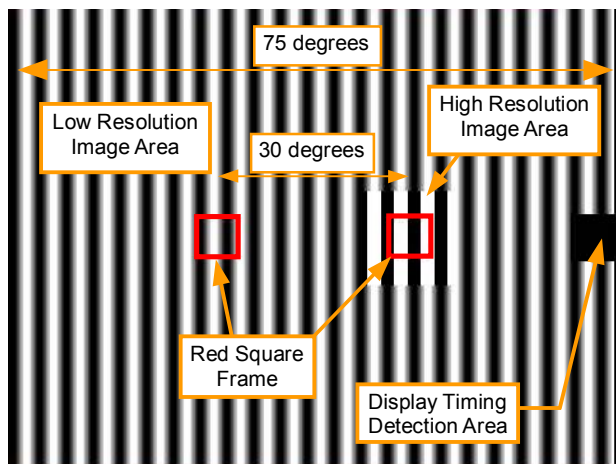 75 degrees
Low Resolution
Image Area
High Resolution
Image Area
30 degrees
Red Square
Frame
Display Timing
Detection Area